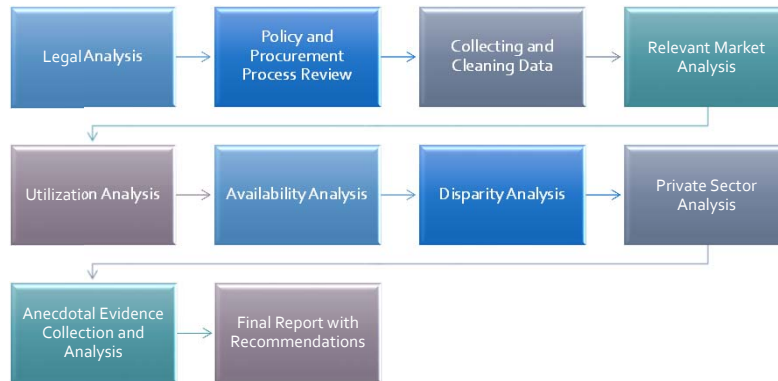 Legal Analysis
Policy and
Procurement
Process Review
Collecting and
Cleaning Data
Relevant Market
Analysis
Utilization Analysis
Availability Analysis
Disparity Analysis
Private Sector
Analysis
Anecdotal Evidence
Collection and
Analysis
Final Report with
Recommendations